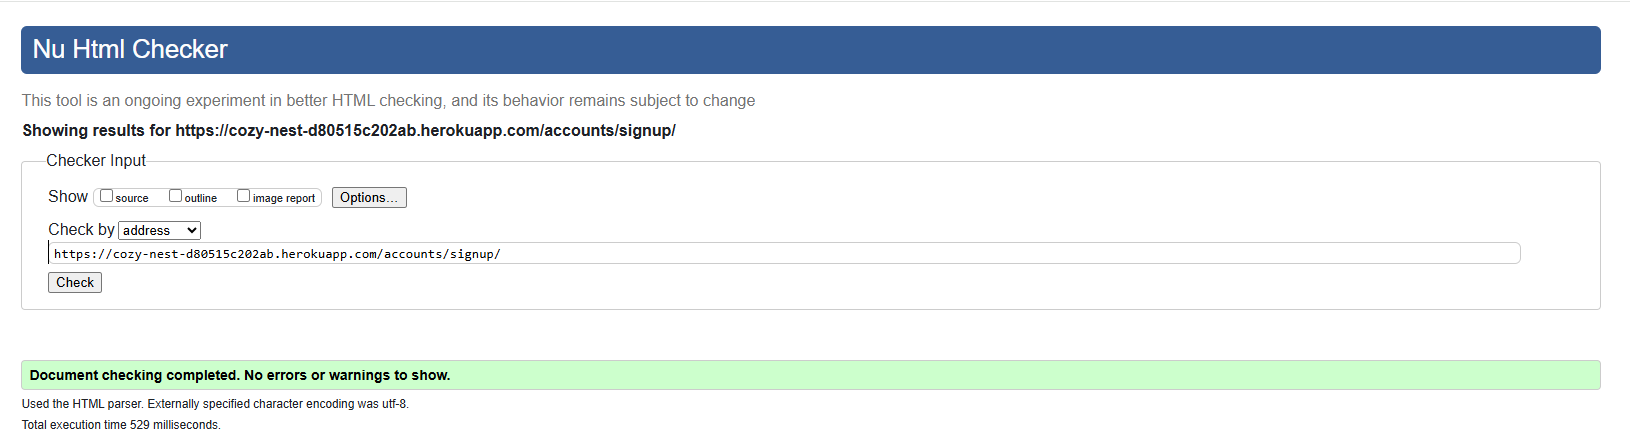 Nu Html Checker
This tool is an ongoing experiment in better HTML checking, and its behavior remains subject to change
Showing results for https://cozy-nest-d80515c202ab.herokuapp.com/accounts/signup/
Checker Input
Show source outline image report Options...
Check by address
https://cozy-nest-d80515c202ab.herokuapp.com/accounts/signup/
Check
Document checking completed. No errors or warnings to show.
Used the HTML parser. Externally specified character encoding was utf-8.
Total execution time 529 milliseconds.